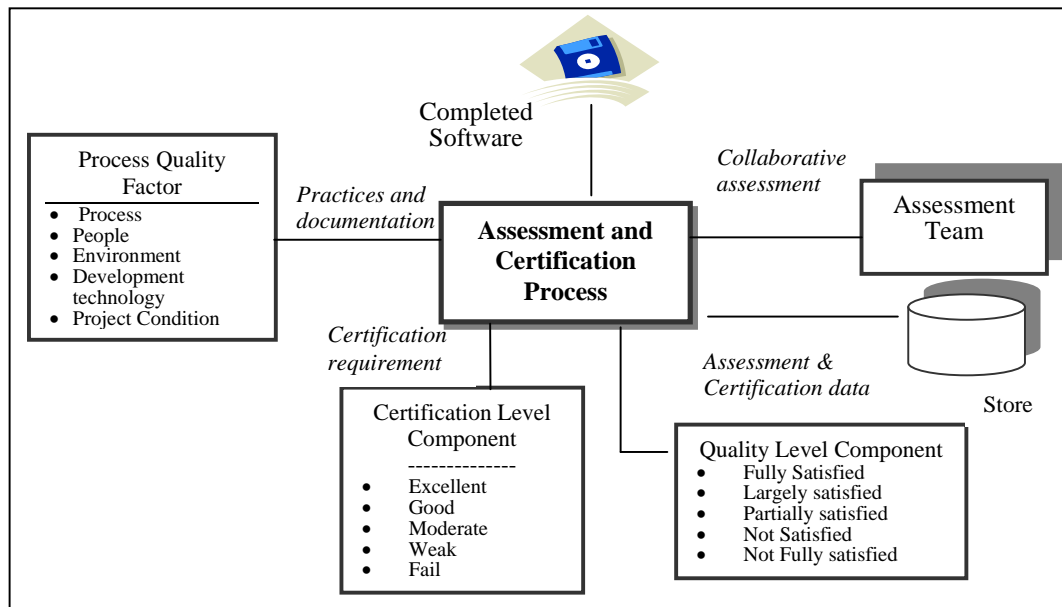 Completed
Software
Process Quality
Factor
• Process
• People
• Environment
• Development
technology
• Project Condition
Practices and
documentation
Assessment and
Certification
Process
Collaborative
assessment
Assessment
Team
Certification
requirement
Assessment &
Certification data
Store
Certification Level
Component
--------------
• Excellent
• Good
• Moderate
• Weak
• Fail
Quality Level Component
• Fully Satisfied
• Largely satisfied
• Partially satisfied
• Not Satisfied
• Not Fully satisfied